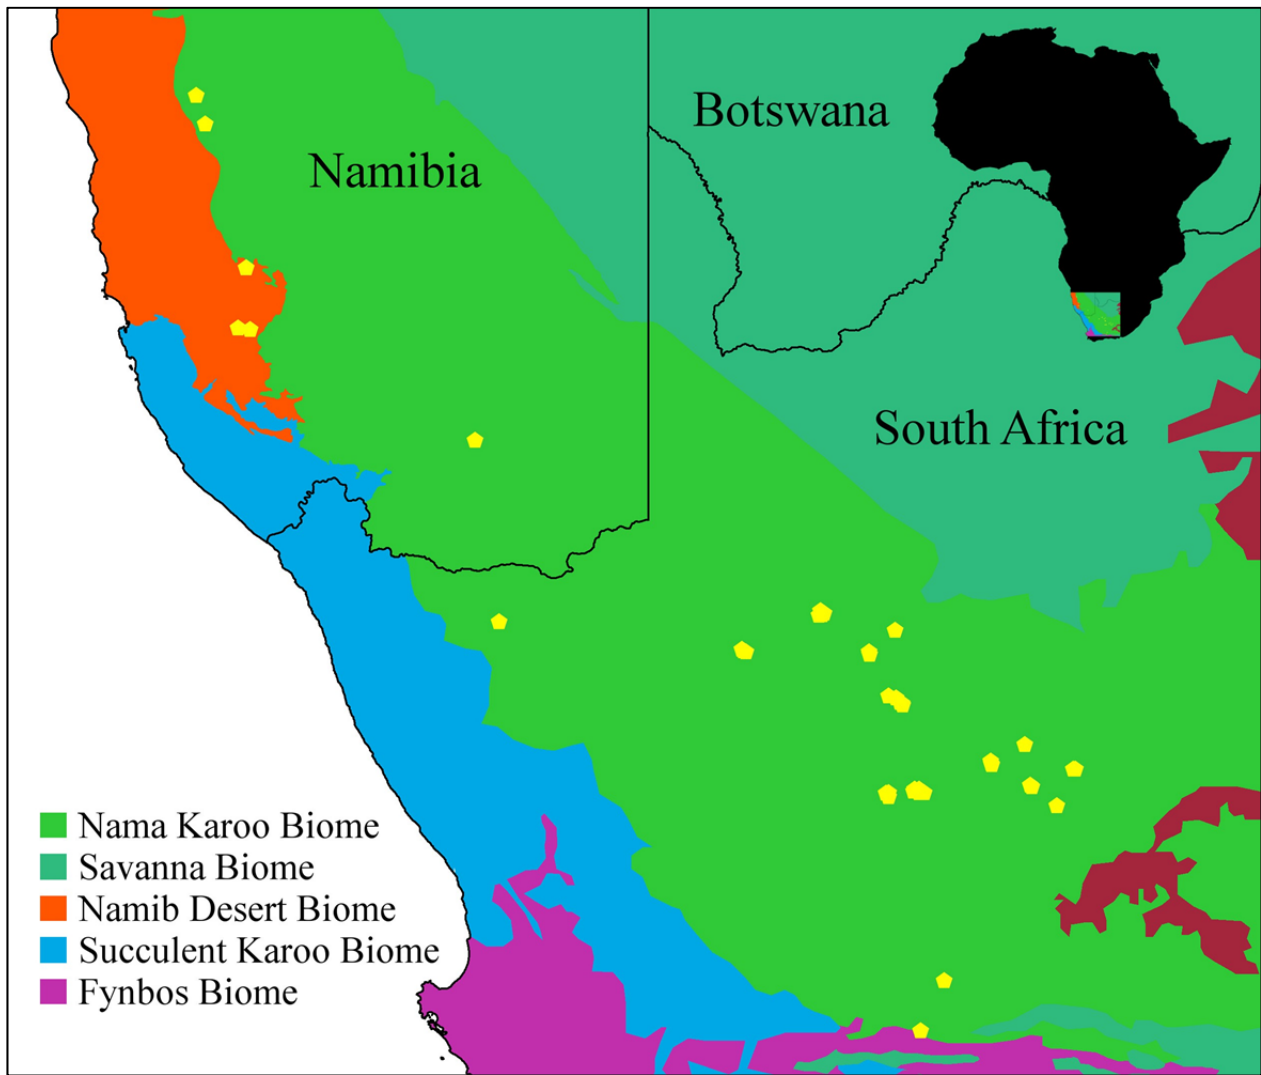 Botswana
Namibia
South Africa
Nama Karoo Biome
Savanna Biome
Namib Desert Biome
Succulent Karoo Biome
Fynbos Biome